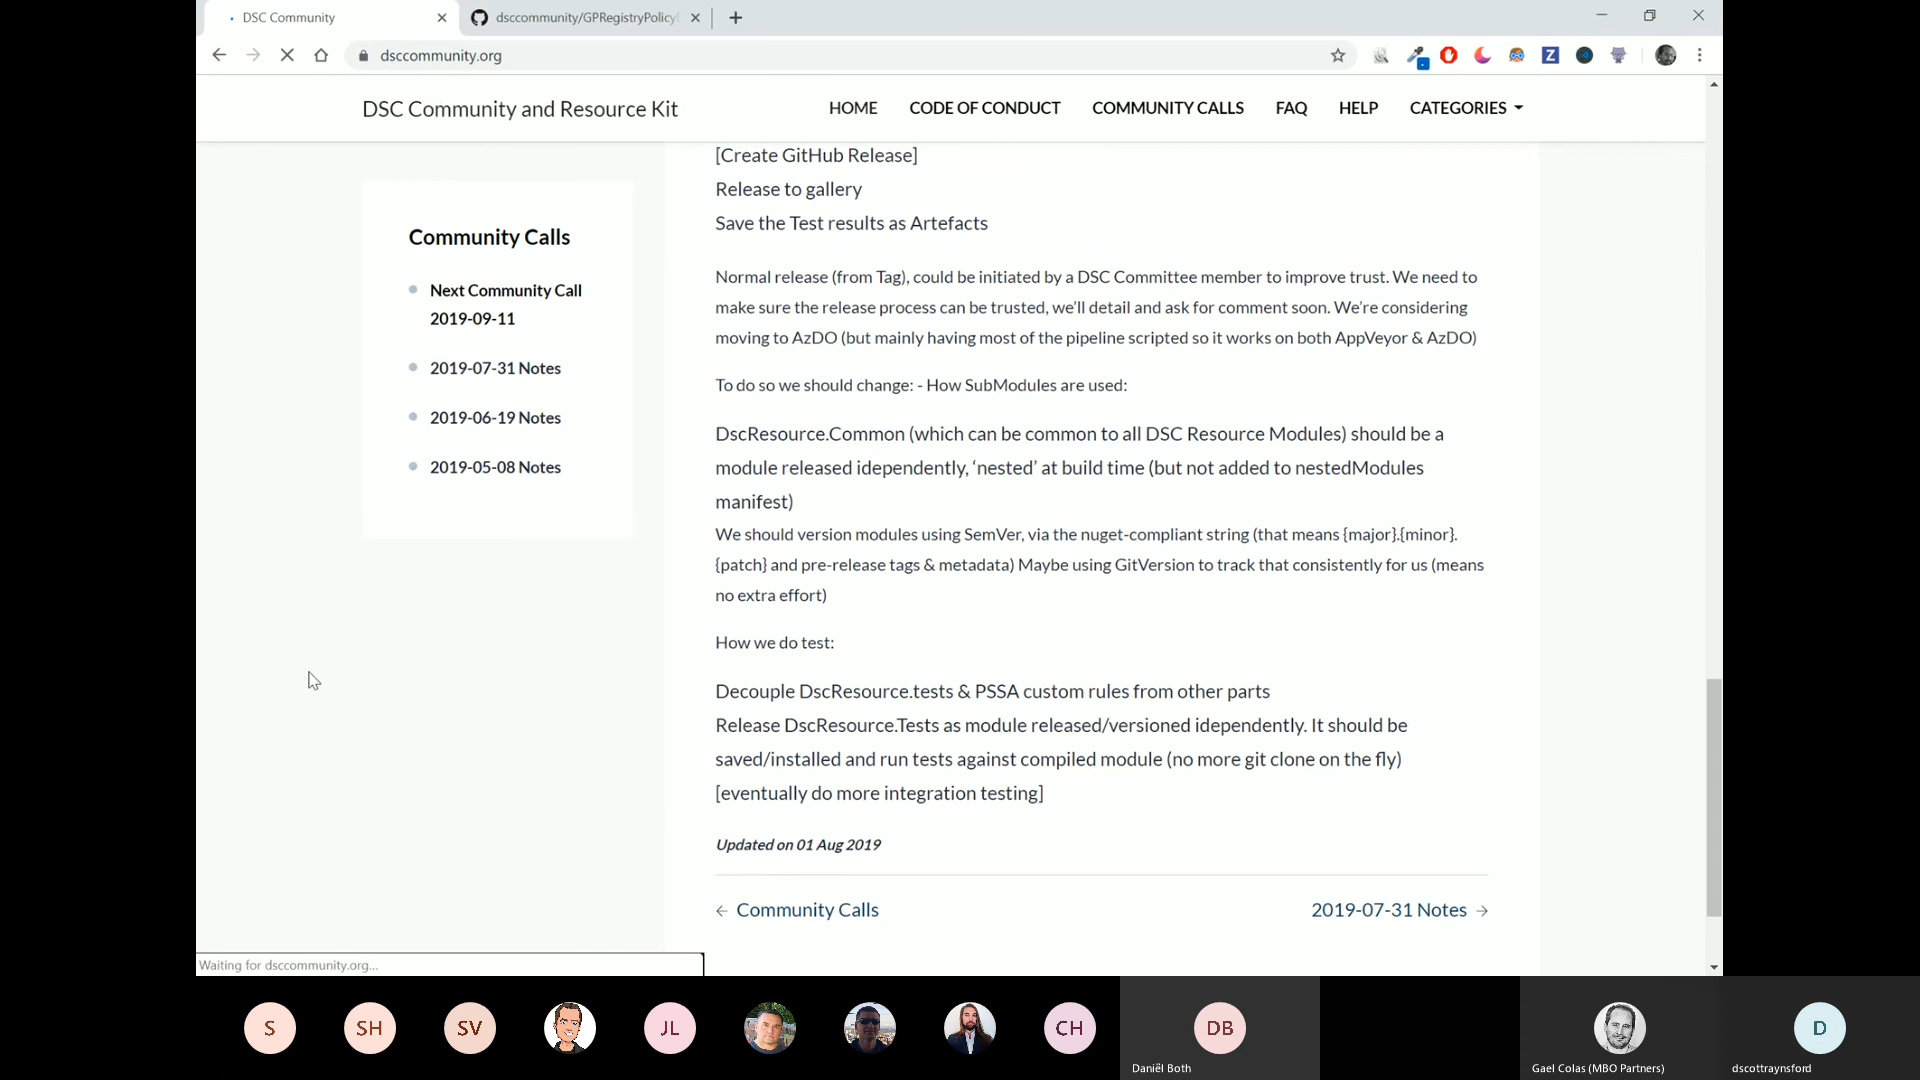 DSC Community
dsccommunity/GPRegistryPolicy
dsccommunity.org
DSC Community and Resource Kit
HOME
CODE OF CONDUCT
COMMUNITY CALLS
FAQ
HELP
CATEGORIES
Community Calls
Next Community Call
2019-09-11
2019-07-31 Notes
2019-06-19 Notes
2019-05-08 Notes
[Create GitHub Release]
Release to gallery
Save the Test results as Artefacts
Normal release (from Tag), could be initiated by a DSC Committee member to improve trust. We need to
make sure the release process can be trusted, we’ll detail and ask for comment soon. We’re considering
moving to AzDO (but mainly having most of the pipeline scripted so it works on both AppVeyor & AzDO)
To do so we should change: - How SubModules are used:
DscResource.Common (which can be common to all DSC Resource Modules) should be a
module released idependently, ‘nested’ at build time (but not added to nestedModules
manifest)
We should version modules using SemVer, via the nuget-compliant string (that means {major}.{minor}.
{patch} and pre-release tags & metadata) Maybe using GitVersion to track that consistently for us (means
no extra effort)
How we do test:
Decouple DscResource.tests & PSSA custom rules from other parts
Release DscResource.Tests as module released/versioned idependently. It should be
saved/installed and run tests against compiled module (no more git clone on the fly)
[eventually do more integration testing]
Updated on 01 Aug 2019
← Community Calls
2019-07-31 Notes →
Waiting for dsccommunity.org...
S
SH
SV
JL
CH
DB
D
Daniël Both
Gael Colas (MBO Partners)
dscottraynsford